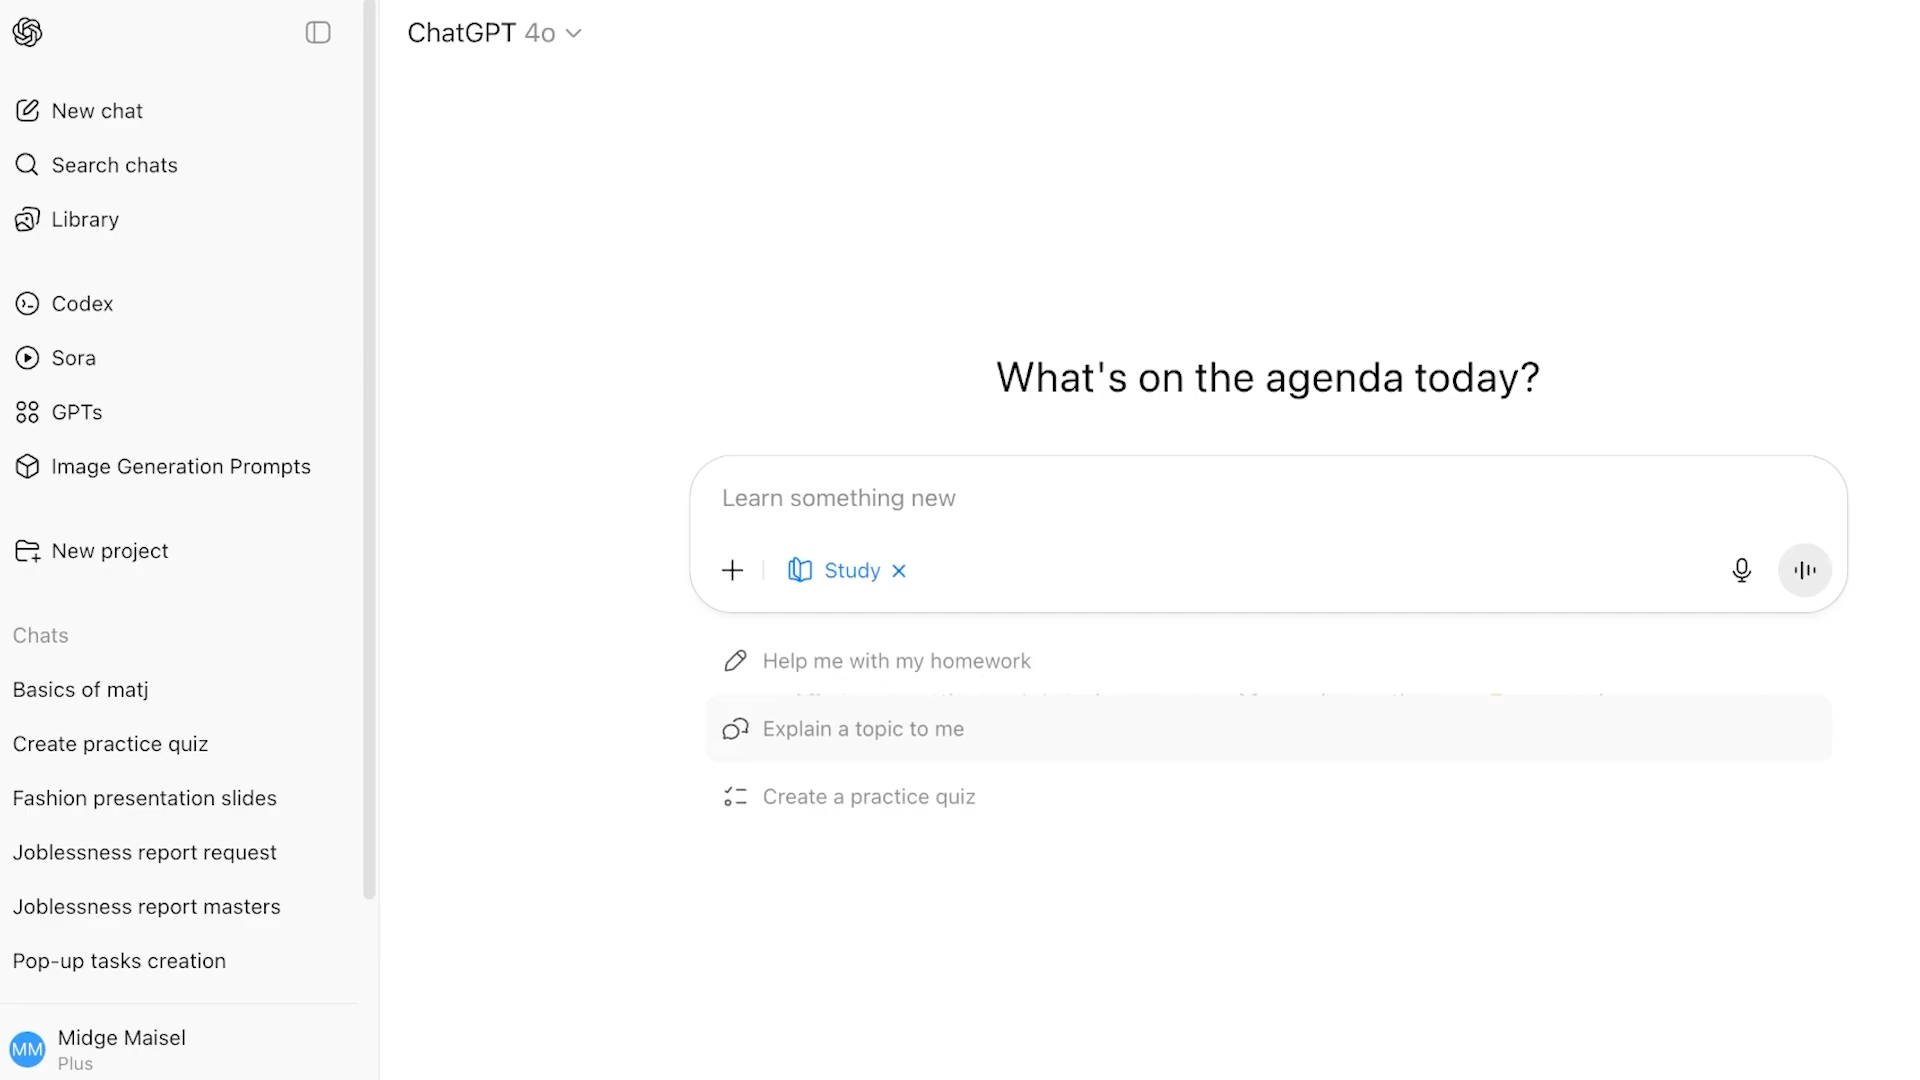 ChatGPT 4o
New chat
Search chats
Library
Codex
Sora
GPTs
Image Generation Prompts
New project
Chats
Basics of matj
Create practice quiz
Fashion presentation slides
Joblessness report request
Joblessness report masters
Pop-up tasks creation
MM
Midge Maisel
Plus
What's on the agenda today?
Learn something new
Study
Help me with my homework
Explain a topic to me
Create a practice quiz